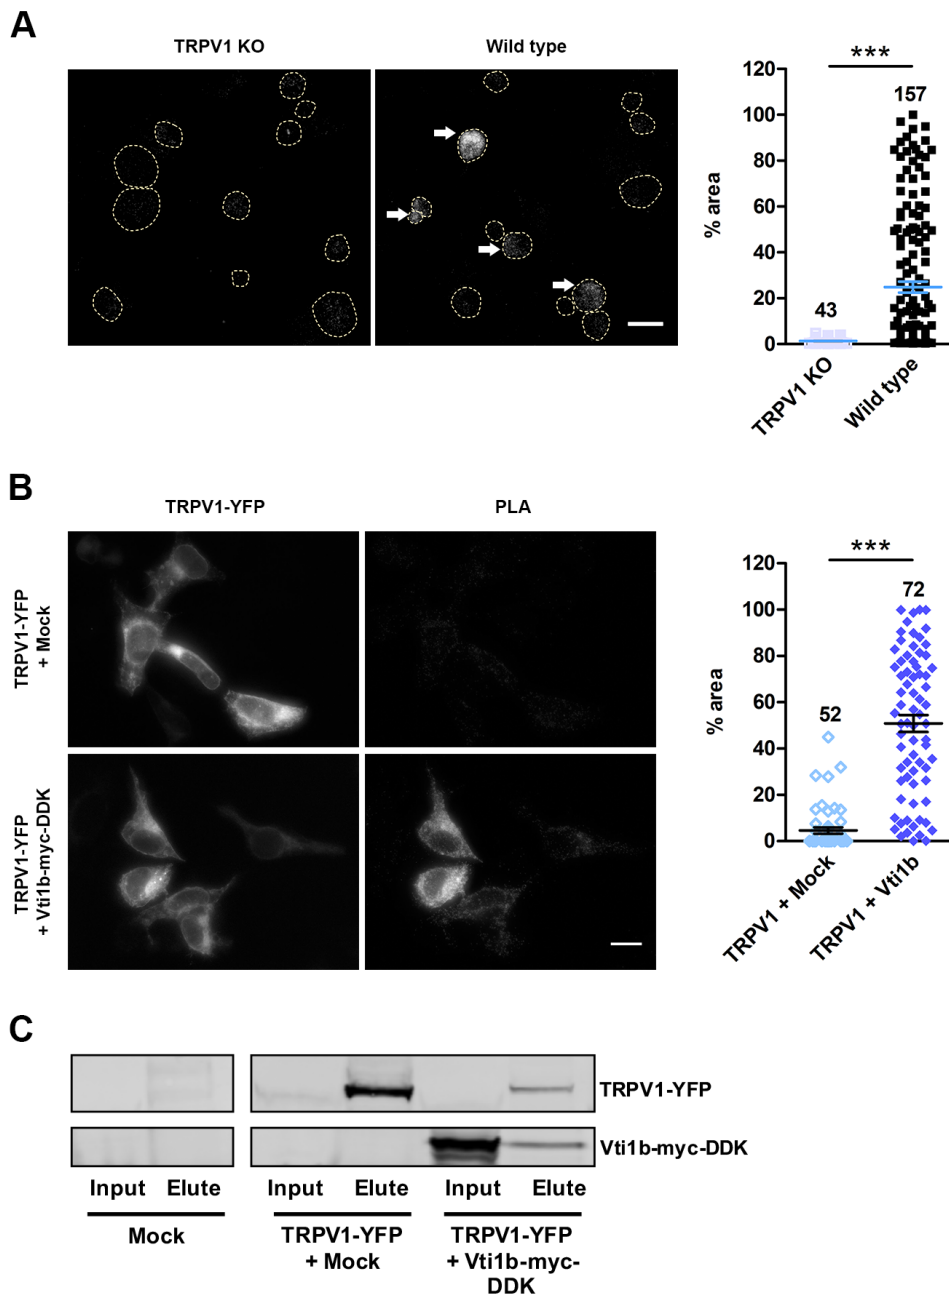 A
TRPV1 KO
Wild type
***
120
100
80
60
40
20
0
% area
157
43
TRPV1 KO
Wild type
B
TRPV1-YFP
PLA
TRPV1-YFP
+ Mock
TRPV1-YFP
+ Vti1b-myc-DDK
***
120
100
80
60
40
20
0
% area
72
52
TRPV1 + Mock
TRPV1 + Vti1b
C
TRPV1-YFP
Vti1b-myc-DDK
Input Elute Input Elute Input Elute
Mock
TRPV1-YFP
+ Mock
TRPV1-YFP
+ Vti1b-myc-
DDK